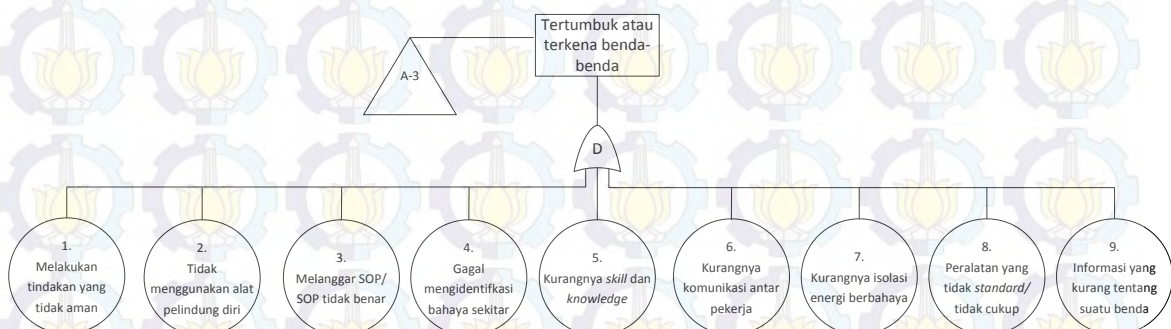 Tertumbuk atau
terkena benda-
benda
A-3
D
1.
Melakukan
tindakan yang
tidak aman
2.
Tidak
menggunakan alat
pelindung diri
3.
Melanggar SOP/
SOP tidak benar
4.
Gagal
mengidentifkasi
bahaya sekitar
5.
Kurangnya skill dan
knowledge
6.
Kurangnya
komunikasi antar
pekerja
7.
Kurangnya isolasi
energi berbahaya
8.
Peralatan yang
tidak standard/
tidak cukup
9.
Informasi yang
kurang tentang
suatu benda